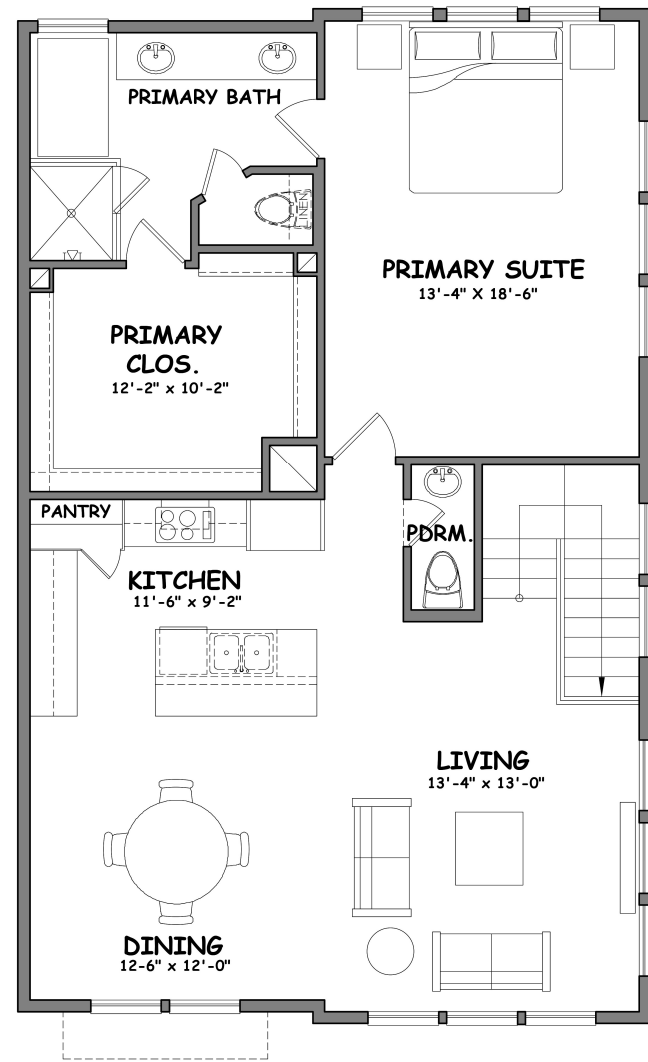 PRIMARY BATH
LINEN
PRIMARY SUITE
13'-4" X 18'-6"
PRIMARY
CLOS.
12'-2" x 10'-2"
PANTRY
PDRM.
KITCHEN
11'-6" x 9'-2"
LIVING
13'-4" x 13'-0"
DINING
12-6" x 12'-0"